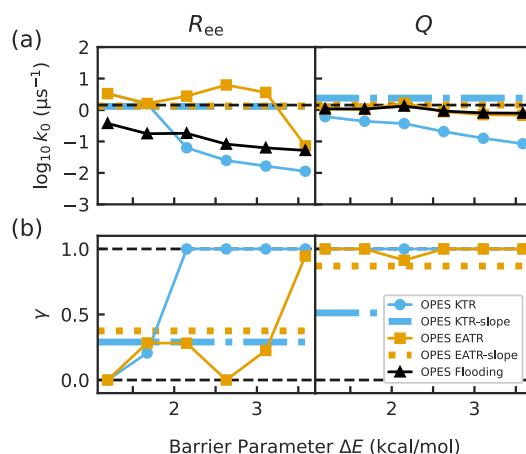 R_ee Q
(a)
log10 k0 (μs⁻¹)
2
1
0
−1
−2
−3
(b)
γ
1.0
0.5
0.0
OPES KTR
OPES KTR-slope
OPES EATR
OPES EATR-slope
OPES Flooding
2 3 2 3
Barrier Parameter ΔE (kcal/mol)